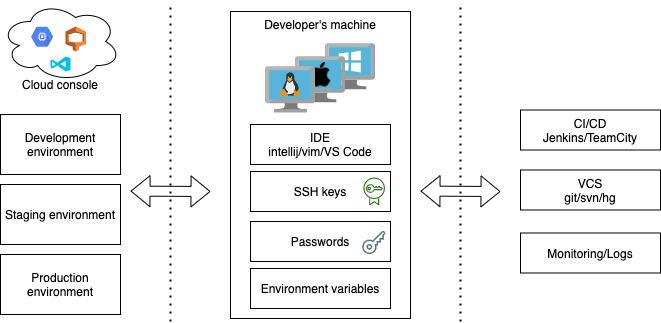 Cloud console
Development
environment
Staging environment
Production
environment
Developer's machine
IDE
intellij/vim/VS Code
SSH keys
Passwords
Environment variables
CI/CD
Jenkins/TeamCity
VCS
git/svn/hg
Monitoring/Logs